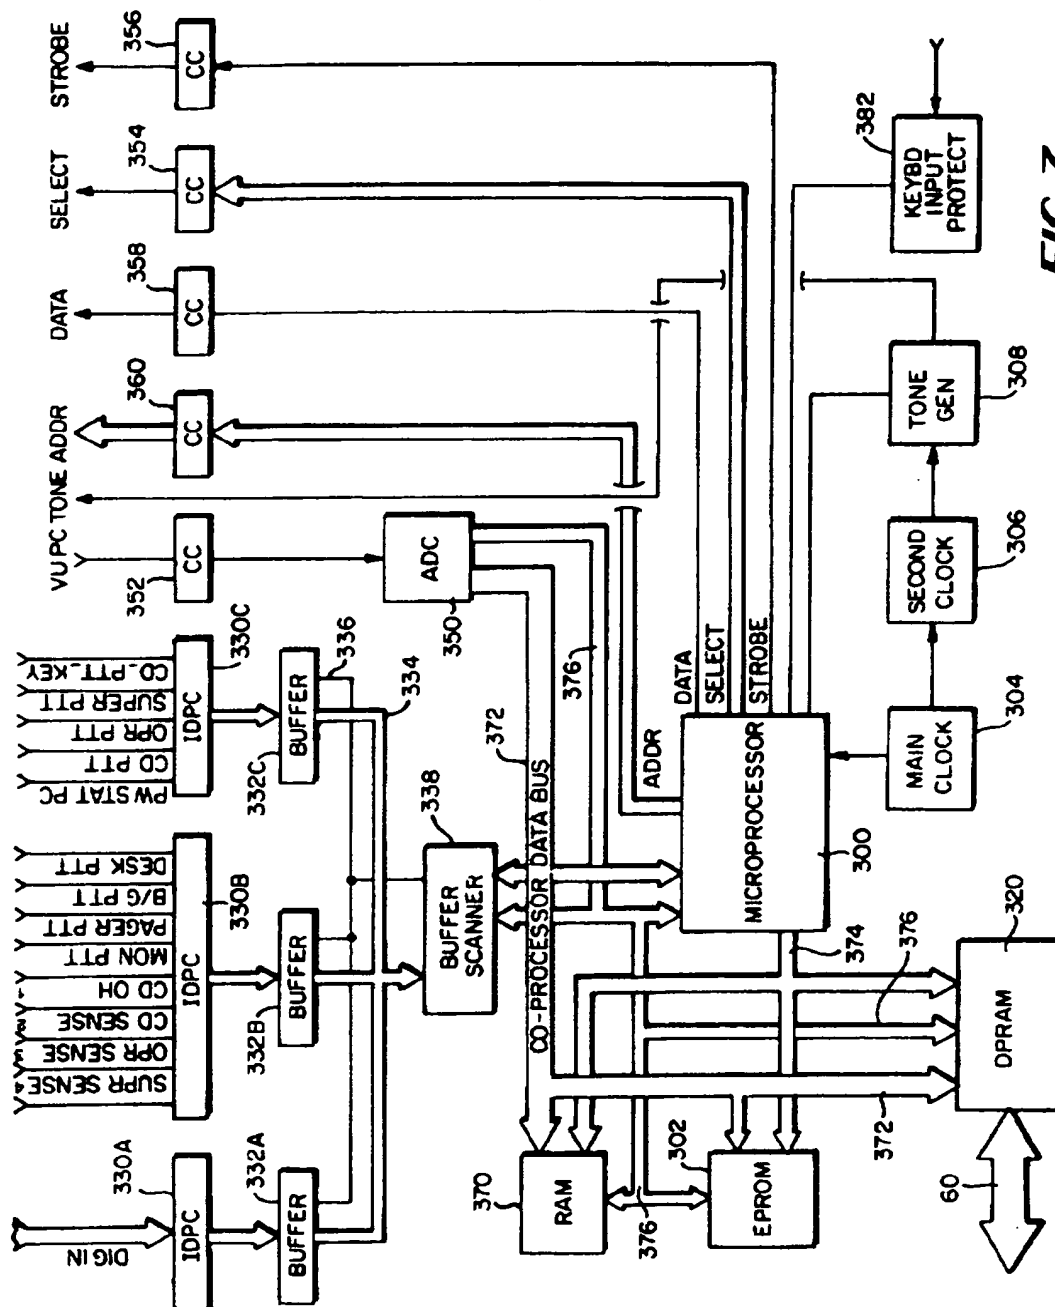 STROBE
356
CC
SELECT
354
CC
DATA
358
CC
ADDR
360
CC
TONE
VU PC
352
CC
ADC
350
CD_PTT_KEY
SUPER PTT
OPR PTT
CD PTT
PW STAT PC
330C
IDPC
BUFFER
332C
336
334
DESK PTT
B/G PTT
PAGER PTT
MON PTT
CD OH
CD SENSE
OPR SENSE
SUPR SENSE
330B
IDPC
BUFFER
332B
DIG IN
330A
IDPC
BUFFER
332A
338
BUFFER
SCANNER
372
CO-PROCESSOR DATA BUS
376
ADDR
DATA
SELECT
STROBE
MICROPROCESSOR
300
374
KEYBD
INPUT
PROTECT
382
TONE
GEN
308
SECOND
CLOCK
306
MAIN
CLOCK
304
370
RAM
302
EPROM
376
376
372
320
DPRAM
60